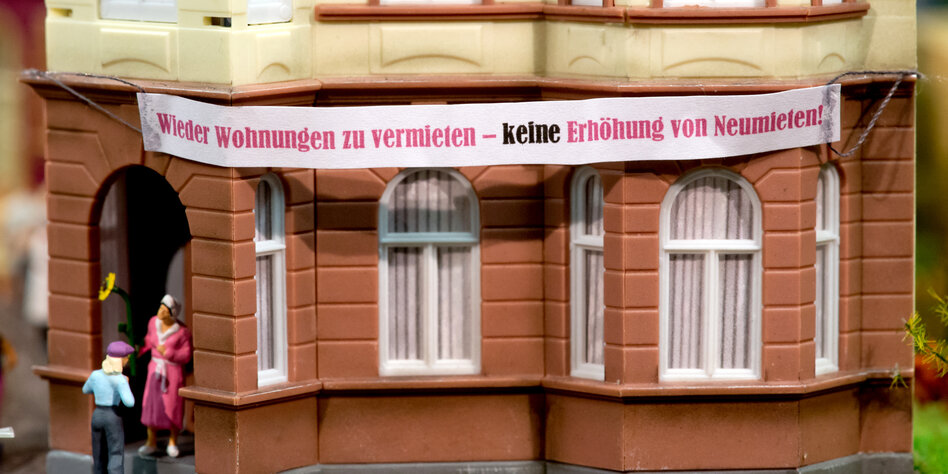 Wieder Wohnungen zu vermieten – keine Erhöhung von Neumieten!